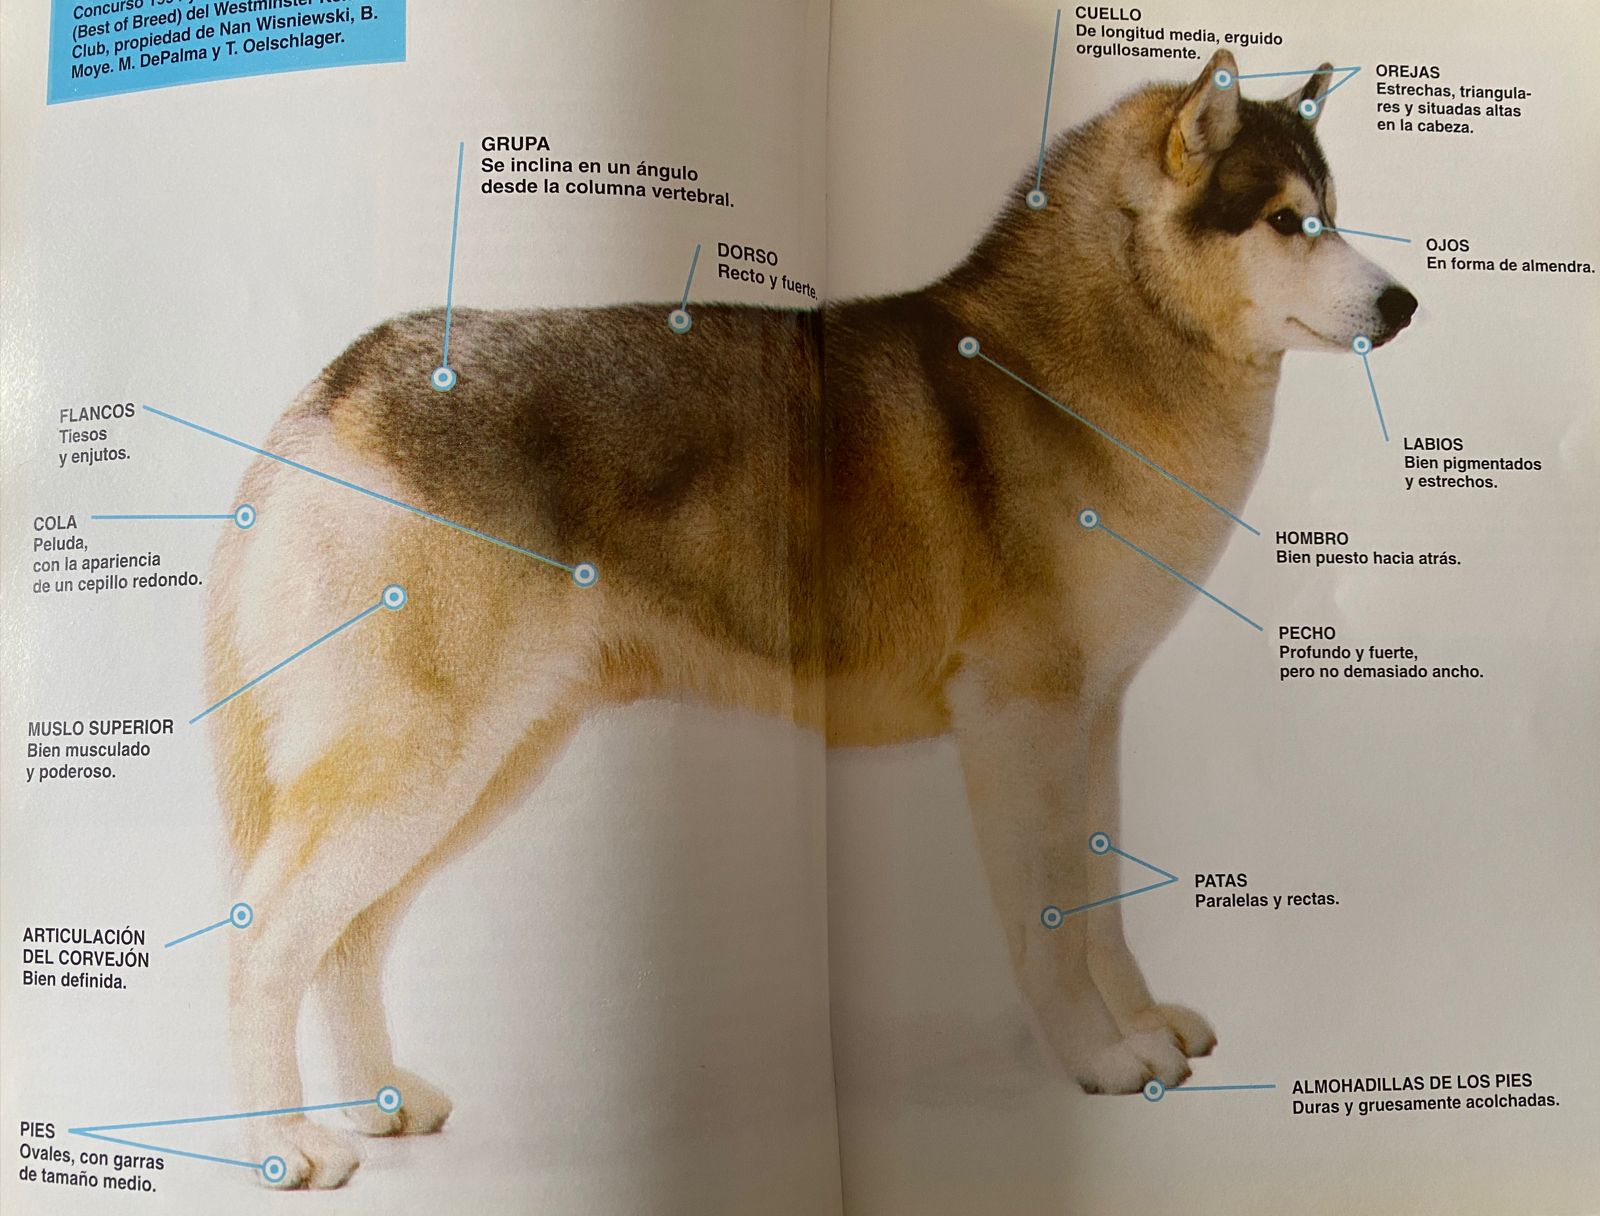 Concurso
(Best of Breed) del Westminster
Club, propiedad de Nan Wisniewski, B.
Moye. M. DePalma y T. Oelschlager.
CUELLO
De longitud media, erguido
orgullosamente.
OREJAS
Estrechas, triangula-
res y situadas altas
en la cabeza.
GRUPA
Se inclina en un ángulo
desde la columna vertebral.
DORSO
Recto y fuerte.
OJOS
En forma de almendra.
FLANCOS
Tiesos
y enjutos.
LABIOS
Bien pigmentados
y estrechos.
COLA
Peluda,
con la apariencia
de un cepillo redondo.
HOMBRO
Bien puesto hacia atrás.
PECHO
Profundo y fuerte,
pero no demasiado ancho.
MUSLO SUPERIOR
Bien musculado
y poderoso.
PATAS
Paralelas y rectas.
ARTICULACIÓN
DEL CORVEJÓN
Bien definida.
ALMOHADILLAS DE LOS PIES
Duras y gruesamente acolchadas.
PIES
Ovales, con garras
de tamaño medio.